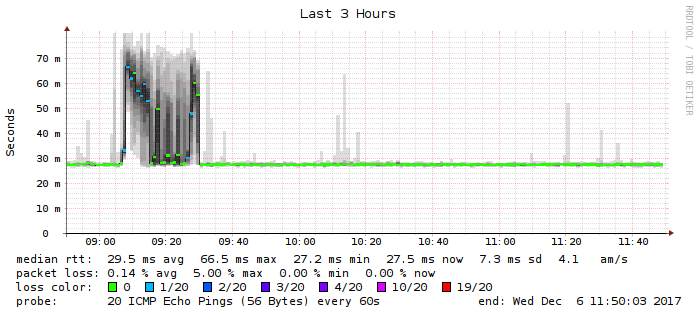 Last 3 Hours
RRDTOOL / TOBI OETIKER
Seconds
70 m
60 m
50 m
40 m
30 m
20 m
10 m
0
09:00 09:20 09:40 10:00 10:20 10:40 11:00 11:20 11:40
median rtt: 29.5 ms avg 66.5 ms max 27.2 ms min 27.5 ms now 7.3 ms sd 4.1 am/s
packet loss: 0.14 % avg 5.00 % max 0.00 % min 0.00 % now
loss color: 0 1/20 2/20 3/20 4/20 10/20 19/20
probe: 20 ICMP Echo Pings (56 Bytes) every 60s end: Wed Dec 6 11:50:03 2017